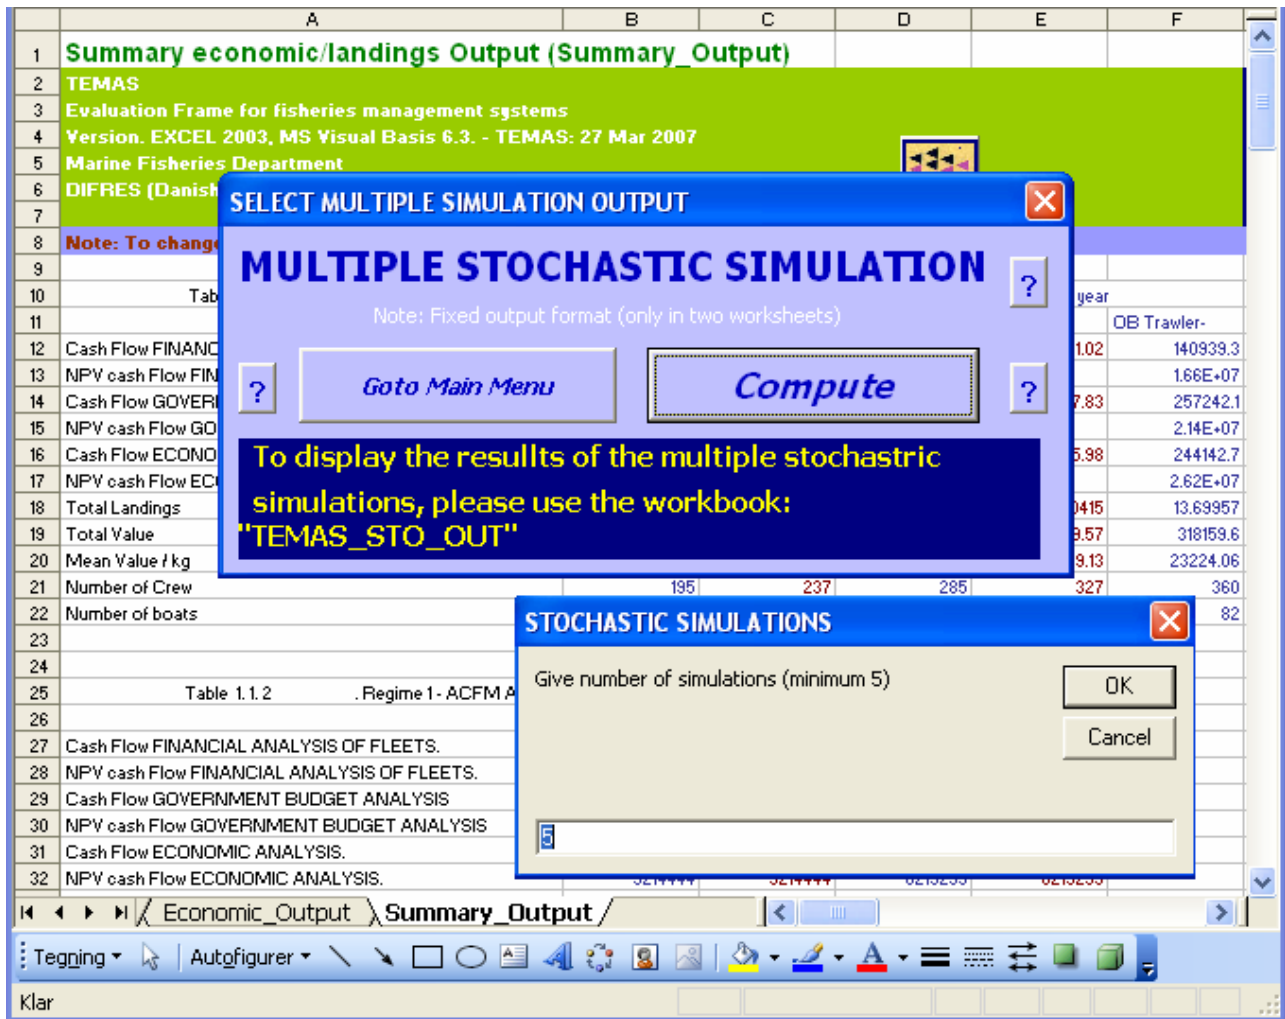 A B C D E F
1 Summary economic/landings Output (Summary_Output)
2 TEMAS
3 Evaluation Frame for fisheries management systems
4 Version. EXCEL 2003, MS Visual Basis 6.3. - TEMAS: 27 Mar 2007
5 Marine Fisheries Department
6 DIFRES (Danish
7
8 Note: To change
9
10 Tab year
11 OB Trawler-
12 Cash Flow FINANC 1.02 140939.3
13 NPV cash Flow FIN 1.66E+07
14 Cash Flow GOVERI 7.83 257242.1
15 NPV cash Flow GO 2.14E+07
16 Cash Flow ECONO 5.98 244142.7
17 NPV cash Flow EC 2.62E+07
18 Total Landings 0415 13.69957
19 Total Value 9.57 318159.6
20 Mean Value / kg 9.13 23224.06
21 Number of Crew 195 237 285 327 360
22 Number of boats 82
23
24
25 Table 1.1.2 . Regime 1- ACFM A
26
27 Cash Flow FINANCIAL ANALYSIS OF FLEETS.
28 NPV cash Flow FINANCIAL ANALYSIS OF FLEETS.
29 Cash Flow GOVERNMENT BUDGET ANALYSIS
30 NPV cash Flow GOVERNMENT BUDGET ANALYSIS
31 Cash Flow ECONOMIC ANALYSIS.
32 NPV cash Flow ECONOMIC ANALYSIS.
SELECT MULTIPLE SIMULATION OUTPUT
MULTIPLE STOCHASTIC SIMULATION ?
Note: Fixed output format (only in two worksheets)
? Goto Main Menu Compute ?
To display the resullts of the multiple stochastric
simulations, please use the workbook:
"TEMAS_STO_OUT"
STOCHASTIC SIMULATIONS
Give number of simulations (minimum 5)
OK
Cancel
5
Economic_Output Summary_Output
Tegning Autofigurer
Klar